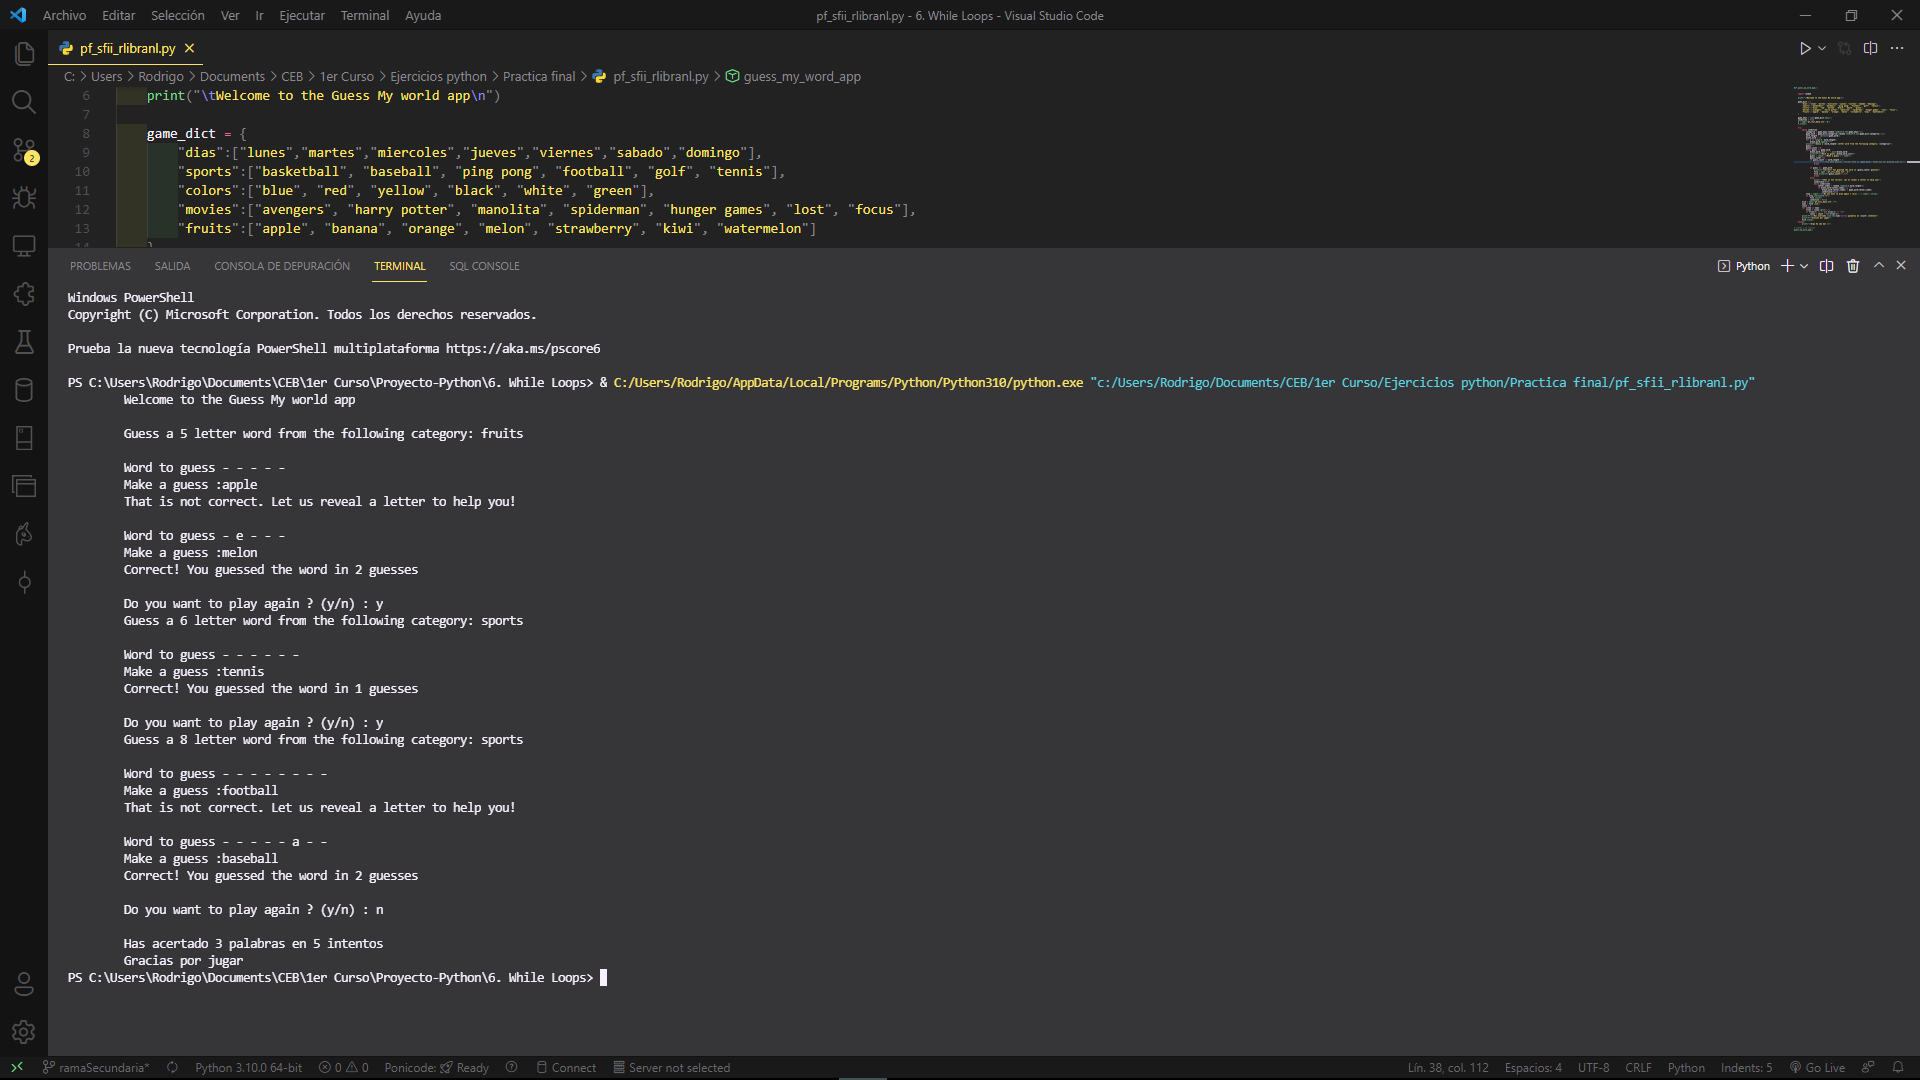 Archivo Editar Selección Ver Ir Ejecutar Terminal Ayuda
pf_sfii_rlibranl.py - 6. While Loops - Visual Studio Code
pf_sfii_rlibranl.py
C: > Users > Rodrigo > Documents > CEB > 1er Curso > Ejercicios python > Practica final > pf_sfii_rlibranl.py > guess_my_word_app
6 print("\tWelcome to the Guess My world app\n")
7
8 game_dict = {
9 "dias":["lunes","martes","miercoles","jueves","viernes","sabado","domingo"],
10 "sports":["basketball", "baseball", "ping pong", "football", "golf", "tennis"],
11 "colors":["blue", "red", "yellow", "black", "white", "green"],
12 "movies":["avengers", "harry potter", "manolita", "spiderman", "hunger games", "lost", "focus"],
13 "fruits":["apple", "banana", "orange", "melon", "strawberry", "kiwi", "watermelon"]
14 }
2
PROBLEMAS SALIDA CONSOLA DE DEPURACIÓN TERMINAL SQL CONSOLE
Python
Windows PowerShell
Copyright (C) Microsoft Corporation. Todos los derechos reservados.
Prueba la nueva tecnología PowerShell multiplataforma https://aka.ms/pscore6
PS C:\Users\Rodrigo\Documents\CEB\1er Curso\Proyecto-Python\6. While Loops> & C:/Users/Rodrigo/AppData/Local/Programs/Python/Python310/python.exe "c:/Users/Rodrigo/Documents/CEB/1er Curso/Ejercicios python/Practica final/pf_sfii_rlibranl.py"
Welcome to the Guess My world app
Guess a 5 letter word from the following category: fruits
Word to guess - - - - -
Make a guess :apple
That is not correct. Let us reveal a letter to help you!
Word to guess - e - - -
Make a guess :melon
Correct! You guessed the word in 2 guesses
Do you want to play again ? (y/n) : y
Guess a 6 letter word from the following category: sports
Word to guess - - - - - -
Make a guess :tennis
Correct! You guessed the word in 1 guesses
Do you want to play again ? (y/n) : y
Guess a 8 letter word from the following category: sports
Word to guess - - - - - - - -
Make a guess :football
That is not correct. Let us reveal a letter to help you!
Word to guess - - - - - a - -
Make a guess :baseball
Correct! You guessed the word in 2 guesses
Do you want to play again ? (y/n) : n
Has acertado 3 palabras en 5 intentos
Gracias por jugar
PS C:\Users\Rodrigo\Documents\CEB\1er Curso\Proyecto-Python\6. While Loops>
ramaSecundaria* Python 3.10.0 64-bit 0 0 Ponicode: Ready Connect Server not selected
Lín. 38, col. 112 Espacios: 4 UTF-8 CRLF Python Indents: 5 Go Live